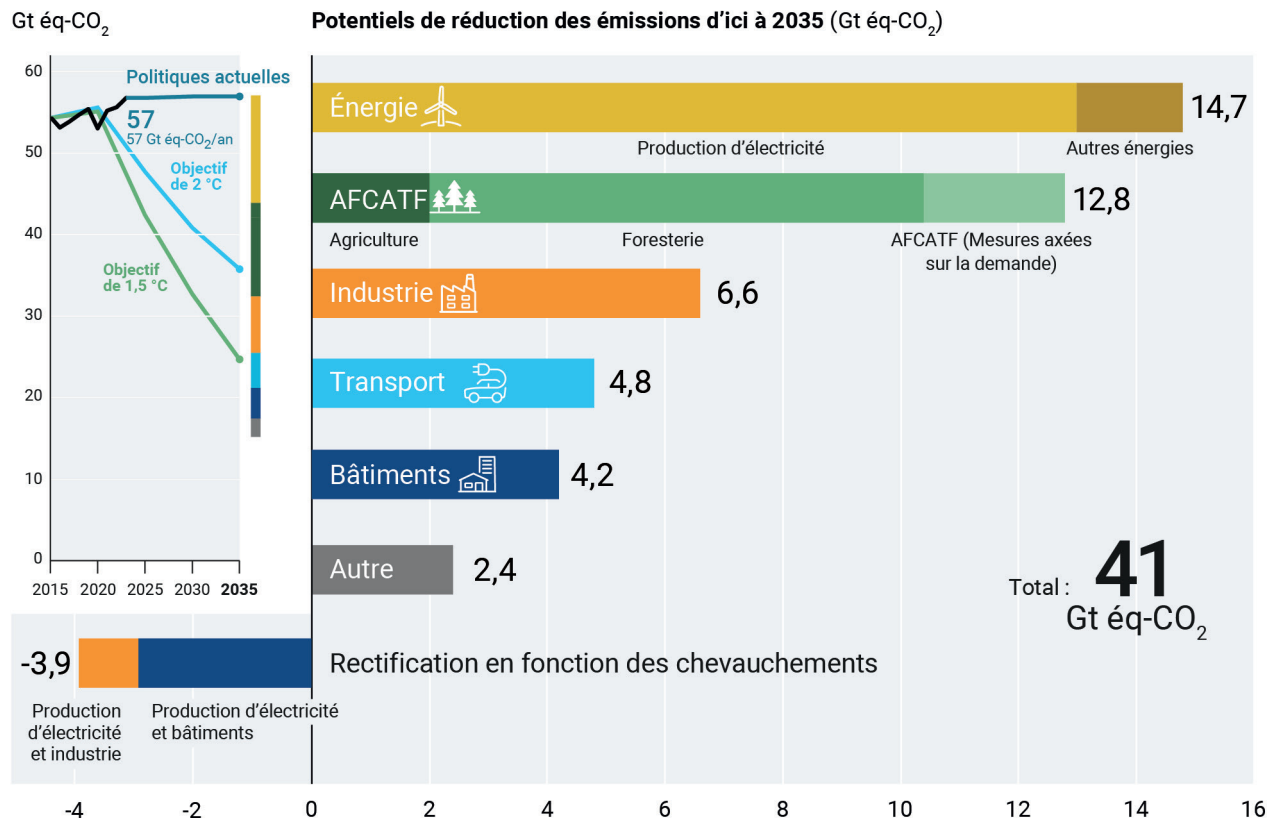 Gt éq-CO₂
Potentiels de réduction des émissions d’ici à 2035 (Gt éq-CO₂)
60
50
40
30
20
10
0
2015 2020 2025 2030 2035
Politiques actuelles
57
57 Gt éq-CO₂/an
Objectif
de 2 °C
Objectif
de 1,5 °C
Énergie
14,7
Production d’électricité
Autres énergies
AFCATF
12,8
Agriculture
Foresterie
AFCATF (Mesures axées
sur la demande)
Industrie
6,6
Transport
4,8
Bâtiments
4,2
Autre
2,4
Total :
41
Gt éq-CO₂
-3,9
Rectification en fonction des chevauchements
Production
d’électricité
et industrie
Production d’électricité
et bâtiments
-4 -2 0 2 4 6 8 10 12 14 16